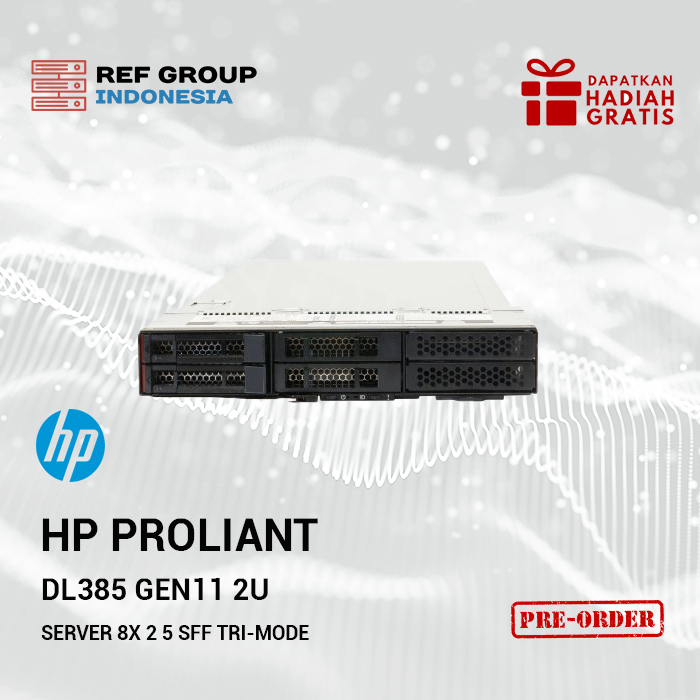 REF GROUP
INDONESIA
DAPATKAN
HADIAH
GRATIS
hp
HP PROLIANT
DL385 GEN11 2U
SERVER 8X 2 5 SFF TRI-MODE
PRE-ORDER